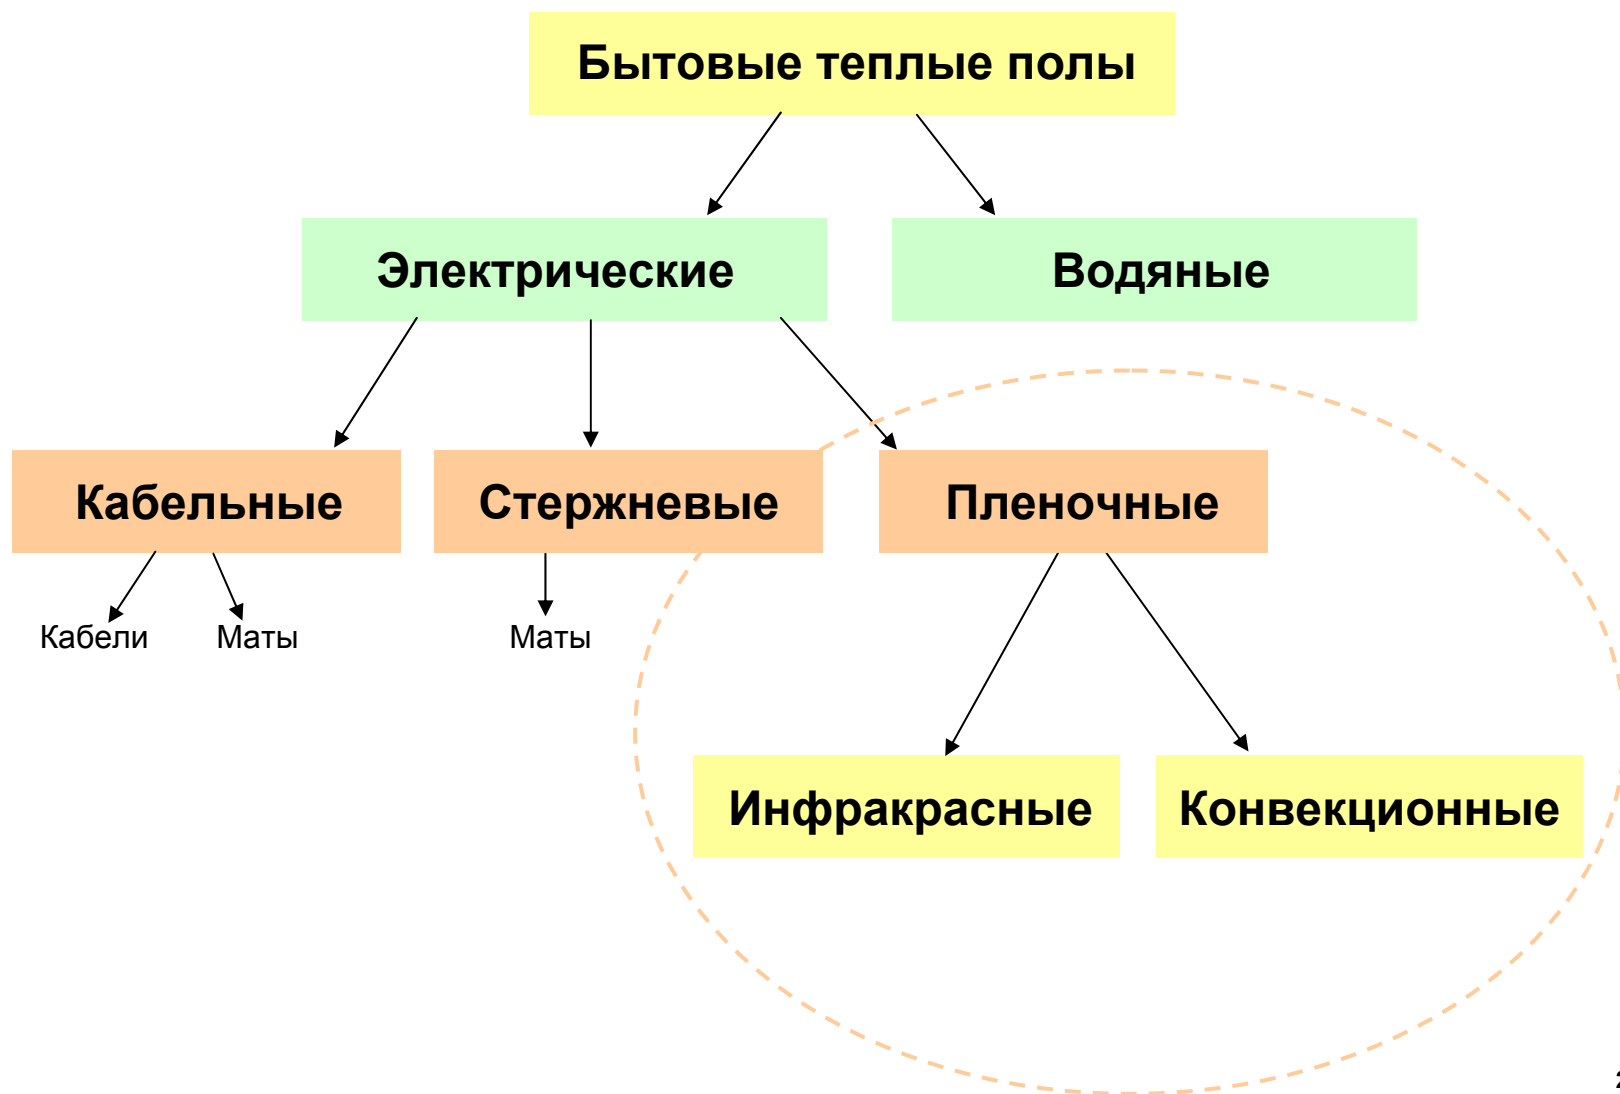 Бытовые теплые полы
Электрические
Водяные
Кабельные
Стержневые
Пленочные
Кабели
Маты
Маты
Инфракрасные
Конвекционные